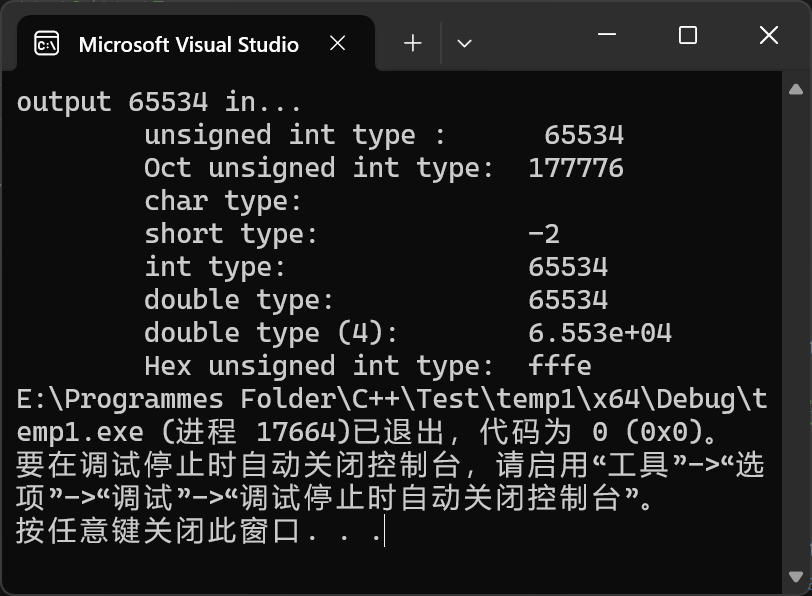 Microsoft Visual Studio
output 65534 in...
unsigned int type :      65534
Oct unsigned int type:  177776
char type:
short type:             -2
int type:               65534
double type:            65534
double type (4):        6.553e+04
Hex unsigned int type:  fffe
E:\Programmes Folder\C++\Test\temp1\x64\Debug\t
emp1.exe (进程 17664)已退出，代码为 0 (0x0)。
要在调试停止时自动关闭控制台，请启用“工具”->“选
项”->“调试”->“调试停止时自动关闭控制台”。
按任意键关闭此窗口. . .